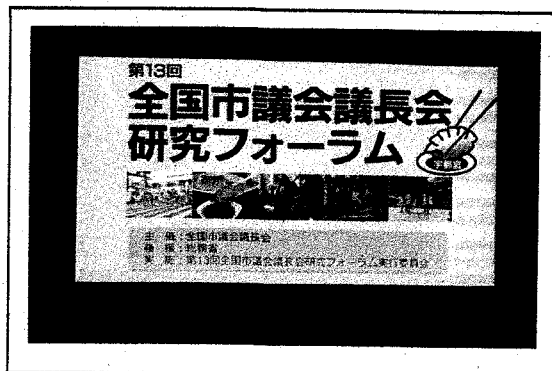 第13回
全国市議会議長会
研究フォーラム
宇都宮
主 催：全国市議会議長会
後 援：総務省
実 施：第13回全国市議会議長会研究フォーラム実行委員会